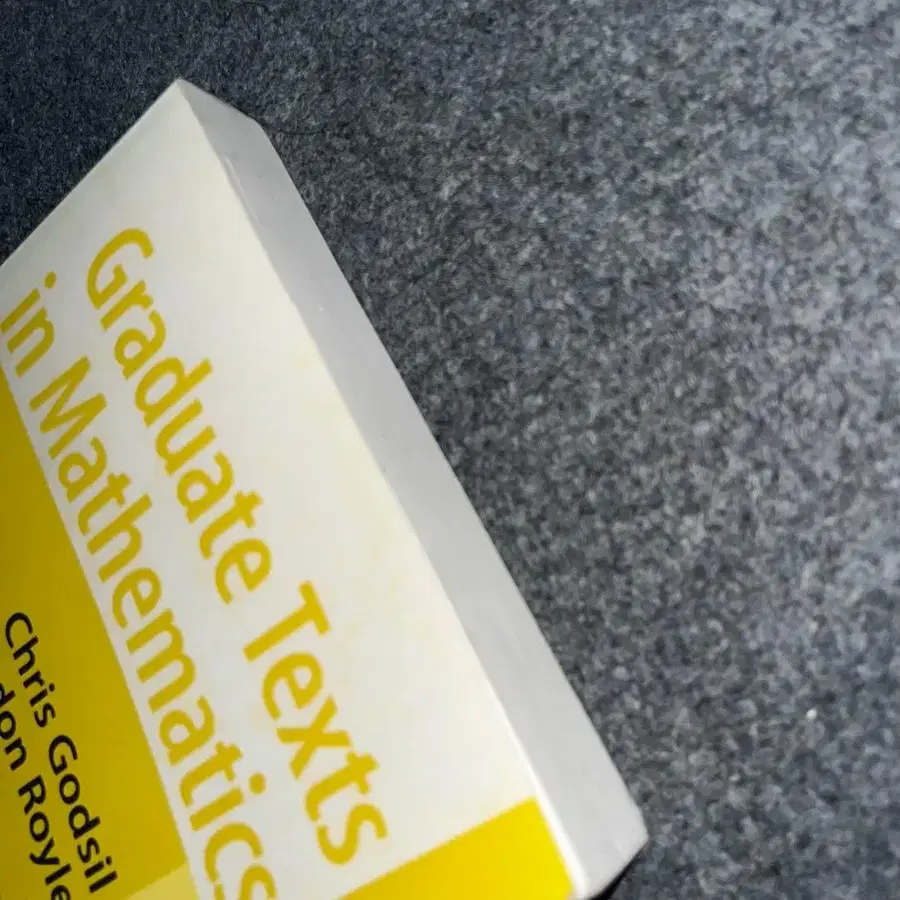 Graduate Texts
in Mathematics
Chris Godsil
don Royle